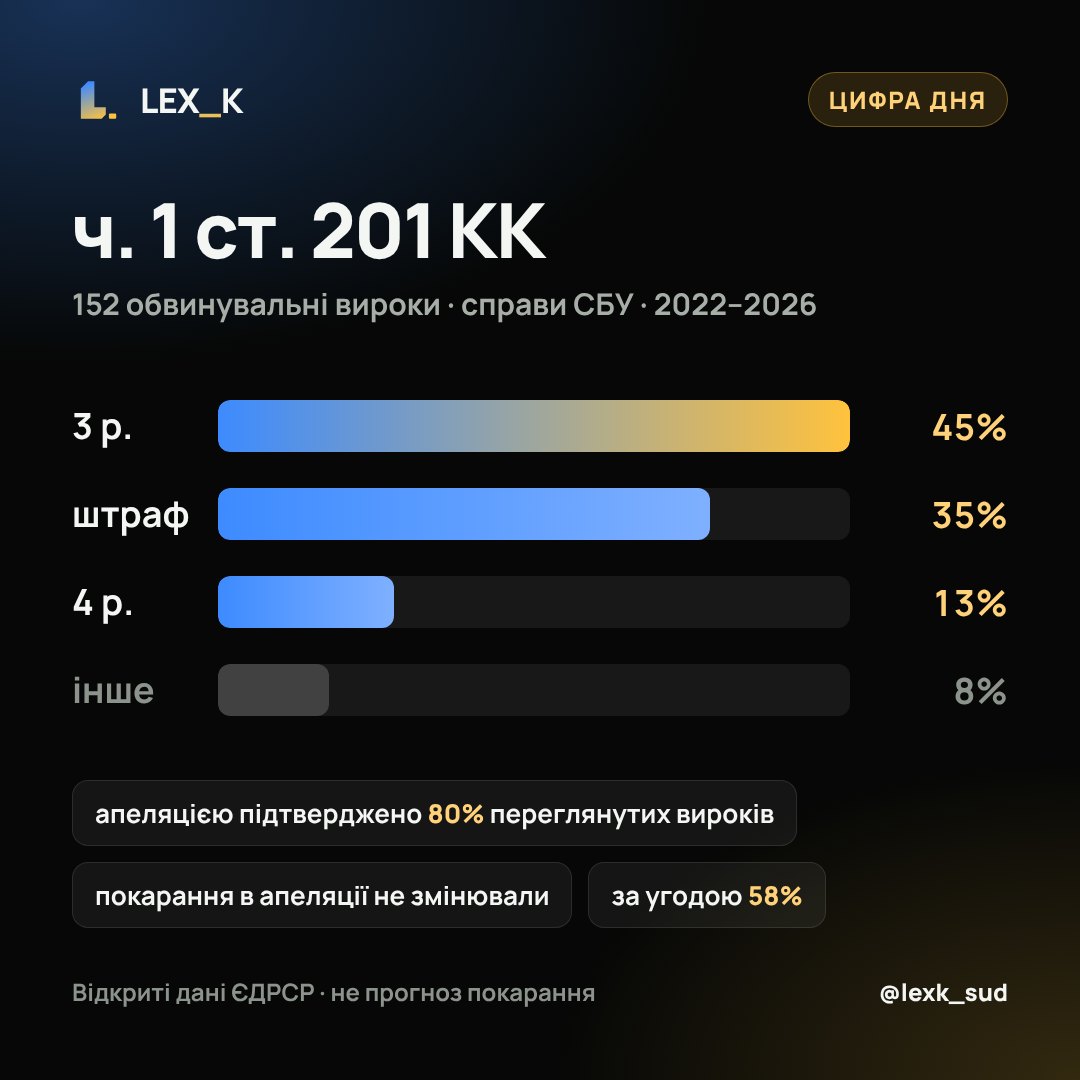 LEX_K
ЦИФРА ДНЯ
ч. 1 ст. 201 КК
152 обвинувальні вироки · справи СБУ · 2022–2026
3 р.
45%
штраф
35%
4 р.
13%
інше
8%
апеляцією підтверджено 80% переглянутих вироків
покарання в апеляції не змінювали
за угодою 58%
Відкриті дані ЄДРСР · не прогноз покарання
@lexk_sud